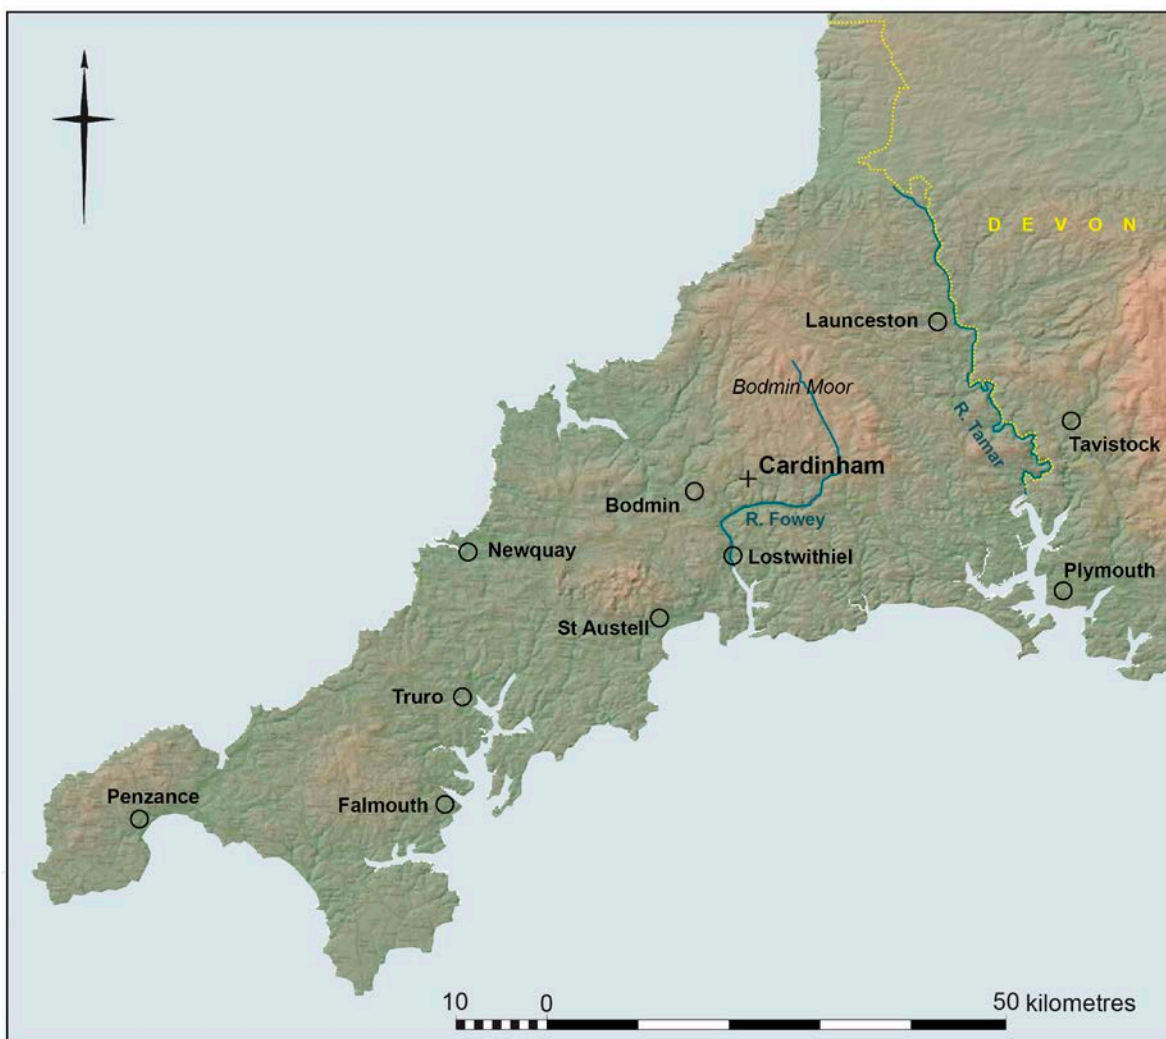 DEVON
Launceston
Bodmin Moor
R. Tamar
Tavistock
Cardinham
Bodmin
R. Fowey
Newquay
Lostwithiel
Plymouth
St Austell
Truro
Penzance
Falmouth
10 0 50 kilometres